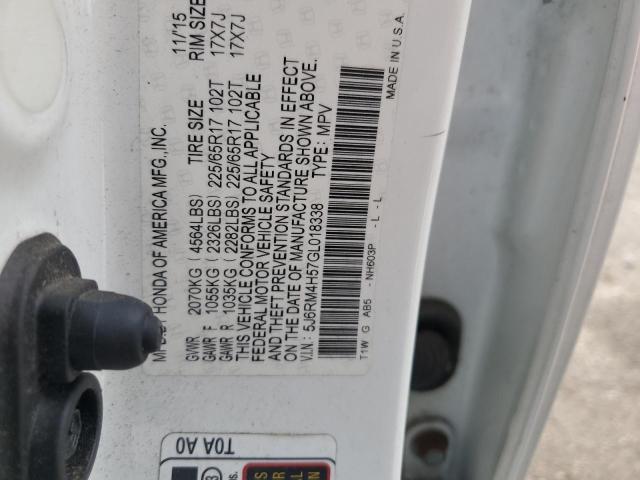 MFD.BY HONDA OF AMERICA MFG.,INC. 11/15
TIRE SIZE RIM SIZE
GVWR 2070KG (4564LBS)
GAWR F 1055KG (2326LBS) 225/65R17 102T 17X7J
GAWR R 1035KG (2282LBS) 225/65R17 102T 17X7J
THIS VEHICLE CONFORMS TO ALL APPLICABLE
FEDERAL MOTOR VEHICLE SAFETY
AND THEFT PREVENTION STANDARDS IN EFFECT
ON THE DATE OF MANUFACTURE SHOWN ABOVE.
V.I.N: 5J6RM4H57GL018338 TYPE: MPV
T1W G AB5 - NH603P - L - L MADE IN U.S.A.
T0A A0